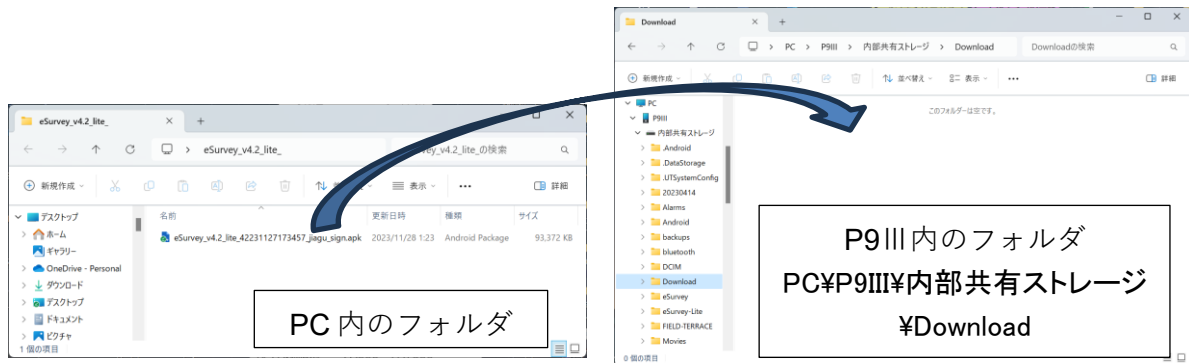 eSurvey_v4.2_lite_
eSurvey_v4.2_lite_
vey_v4.2_lite_の検索
新規作成
表示
詳細
デスクトップ
ホーム
ギャラリー
OneDrive - Personal
ダウンロード
デスクトップ
ドキュメント
ピクチャ
名前 更新日時 種類 サイズ
eSurvey_v4.2_lite_42231127173457_jiagu_sign.apk 2023/11/28 1:23 Android Package 93,372 KB
1 個の項目
PC 内のフォルダ
Download
PC > P9III > 内部共有ストレージ > Download
Downloadの検索
新規作成
並べ替え
表示
詳細
PC
P9III
内部共有ストレージ
.Android
.DataStorage
.UTSystemConfig
20230414
Alarms
Android
backups
bluetooth
DCIM
Download
eSurvey
eSurvey-Lite
FIELD-TERRACE
Movies
このフォルダーは空です。
0 個の項目
P9Ⅲ内のフォルダ
PC¥P9III¥内部共有ストレージ
¥Download